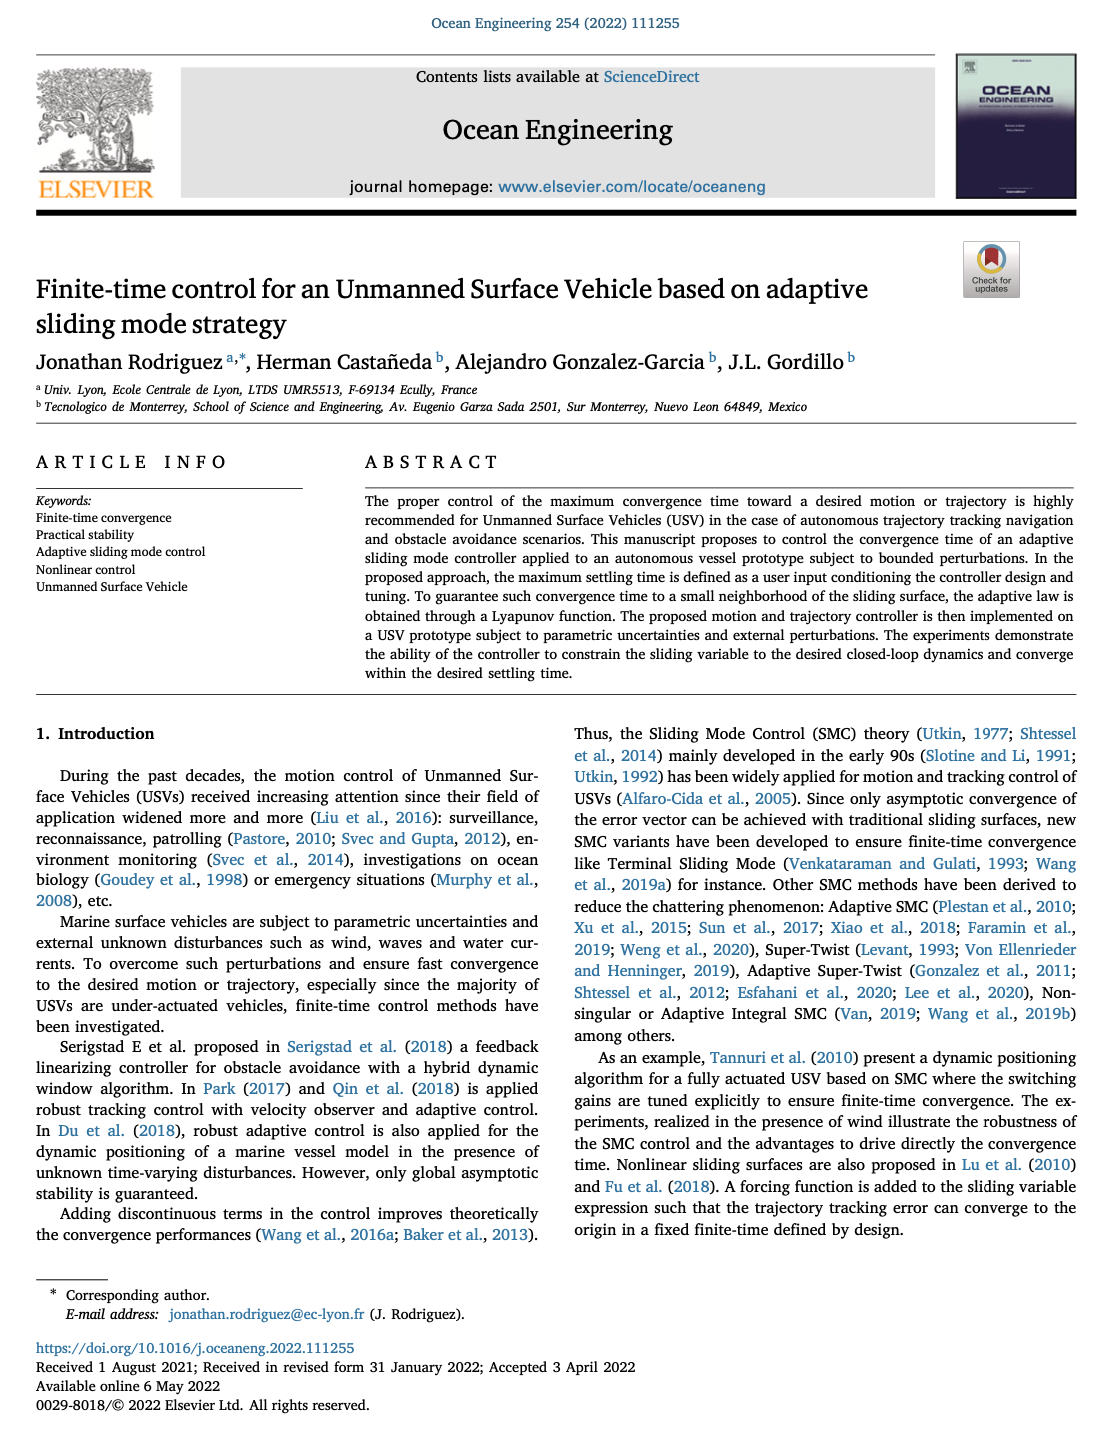 Ocean Engineering 254 (2022) 111255
Contents lists available at ScienceDirect
Ocean Engineering
journal homepage: www.elsevier.com/locate/oceaneng
ELSEVIER
OCEAN
ENGINEERING
Check for
updates
Finite-time control for an Unmanned Surface Vehicle based on adaptive
sliding mode strategy
Jonathan Rodriguez a,*, Herman Castañeda b, Alejandro Gonzalez-Garcia b, J.L. Gordillo b
a Univ. Lyon, Ecole Centrale de Lyon, LTDS UMR5513, F-69134 Ecully, France
b Tecnologico de Monterrey, School of Science and Engineering, Av. Eugenio Garza Sada 2501, Sur Monterrey, Nuevo Leon 64849, Mexico
ARTICLE INFO
Keywords:
Finite-time convergence
Practical stability
Adaptive sliding mode control
Nonlinear control
Unmanned Surface Vehicle
ABSTRACT
The proper control of the maximum convergence time toward a desired motion or trajectory is highly
recommended for Unmanned Surface Vehicles (USV) in the case of autonomous trajectory tracking navigation
and obstacle avoidance scenarios. This manuscript proposes to control the convergence time of an adaptive
sliding mode controller applied to an autonomous vessel prototype subject to bounded perturbations. In the
proposed approach, the maximum settling time is defined as a user input conditioning the controller design and
tuning. To guarantee such convergence time to a small neighborhood of the sliding surface, the adaptive law is
obtained through a Lyapunov function. The proposed motion and trajectory controller is then implemented on
a USV prototype subject to parametric uncertainties and external perturbations. The experiments demonstrate
the ability of the controller to constrain the sliding variable to the desired closed-loop dynamics and converge
within the desired settling time.
1. Introduction
During the past decades, the motion control of Unmanned Sur-
face Vehicles (USVs) received increasing attention since their field of
application widened more and more (Liu et al., 2016): surveillance,
reconnaissance, patrolling (Pastore, 2010; Svec and Gupta, 2012), en-
vironment monitoring (Svec et al., 2014), investigations on ocean
biology (Goudey et al., 1998) or emergency situations (Murphy et al.,
2008), etc.
Marine surface vehicles are subject to parametric uncertainties and
external unknown disturbances such as wind, waves and water cur-
rents. To overcome such perturbations and ensure fast convergence
to the desired motion or trajectory, especially since the majority of
USVs are under-actuated vehicles, finite-time control methods have
been investigated.
Serigstad E et al. proposed in Serigstad et al. (2018) a feedback
linearizing controller for obstacle avoidance with a hybrid dynamic
window algorithm. In Park (2017) and Qin et al. (2018) is applied
robust tracking control with velocity observer and adaptive control.
In Du et al. (2018), robust adaptive control is also applied for the
dynamic positioning of a marine vessel model in the presence of
unknown time-varying disturbances. However, only global asymptotic
stability is guaranteed.
Adding discontinuous terms in the control improves theoretically
the convergence performances (Wang et al., 2016a; Baker et al., 2013).
Thus, the Sliding Mode Control (SMC) theory (Utkin, 1977; Shtessel
et al., 2014) mainly developed in the early 90s (Slotine and Li, 1991;
Utkin, 1992) has been widely applied for motion and tracking control of
USVs (Alfaro-Cida et al., 2005). Since only asymptotic convergence of
the error vector can be achieved with traditional sliding surfaces, new
SMC variants have been developed to ensure finite-time convergence
like Terminal Sliding Mode (Venkataraman and Gulati, 1993; Wang
et al., 2019a) for instance. Other SMC methods have been derived to
reduce the chattering phenomenon: Adaptive SMC (Plestan et al., 2010;
Xu et al., 2015; Sun et al., 2017; Xiao et al., 2018; Faramin et al.,
2019; Weng et al., 2020), Super-Twist (Levant, 1993; Von Ellenrieder
and Henninger, 2019), Adaptive Super-Twist (Gonzalez et al., 2011;
Shtessel et al., 2012; Esfahani et al., 2020; Lee et al., 2020), Non-
singular or Adaptive Integral SMC (Van, 2019; Wang et al., 2019b)
among others.
As an example, Tannuri et al. (2010) present a dynamic positioning
algorithm for a fully actuated USV based on SMC where the switching
gains are tuned explicitly to ensure finite-time convergence. The ex-
periments, realized in the presence of wind illustrate the robustness of
the SMC control and the advantages to drive directly the convergence
time. Nonlinear sliding surfaces are also proposed in Lu et al. (2010)
and Fu et al. (2018). A forcing function is added to the sliding variable
expression such that the trajectory tracking error can converge to the
origin in a fixed finite-time defined by design.
* Corresponding author.
E-mail address: jonathan.rodriguez@ec-lyon.fr (J. Rodriguez).
https://doi.org/10.1016/j.oceaneng.2022.111255
Received 1 August 2021; Received in revised form 31 January 2022; Accepted 3 April 2022
Available online 6 May 2022
0029-8018/© 2022 Elsevier Ltd. All rights reserved.